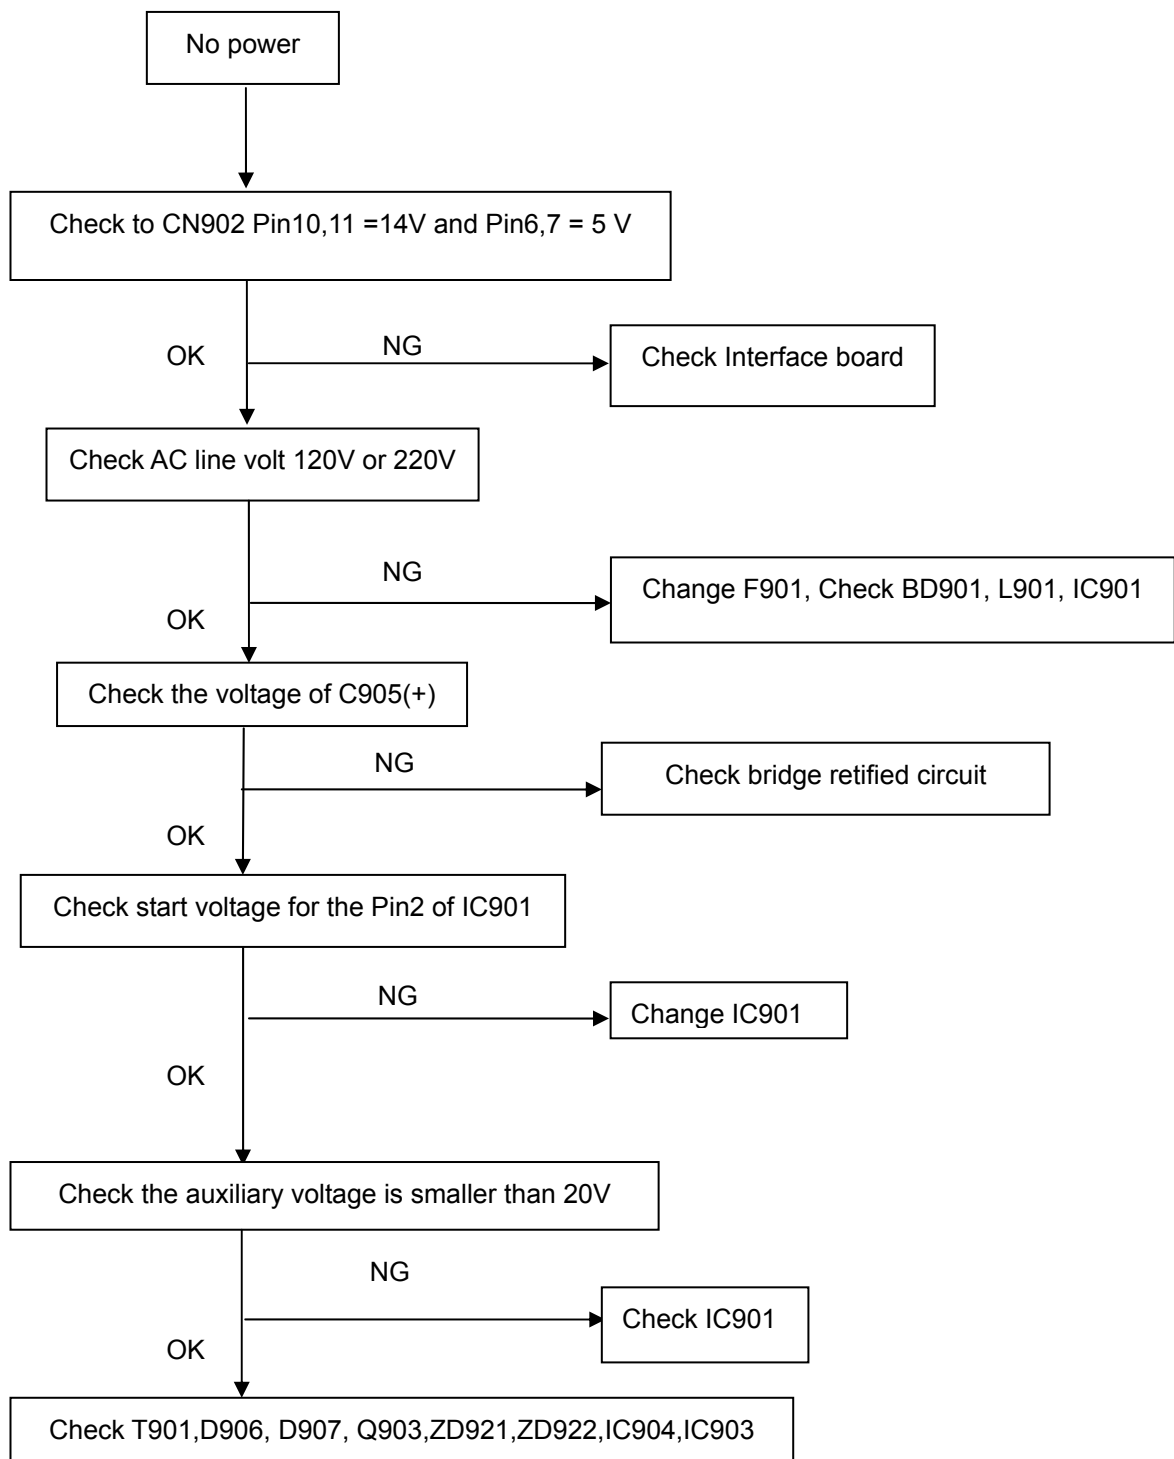 No power
Check to CN902 Pin10,11 =14V and Pin6,7 = 5 V
OK
NG
Check Interface board
Check AC line volt 120V or 220V
NG
Change F901, Check BD901, L901, IC901
OK
Check the voltage of C905(+)
NG
Check bridge retified circuit
OK
Check start voltage for the Pin2 of IC901
NG
Change IC901
OK
Check the auxiliary voltage is smaller than 20V
NG
Check IC901
OK
Check T901,D906, D907, Q903,ZD921,ZD922,IC904,IC903